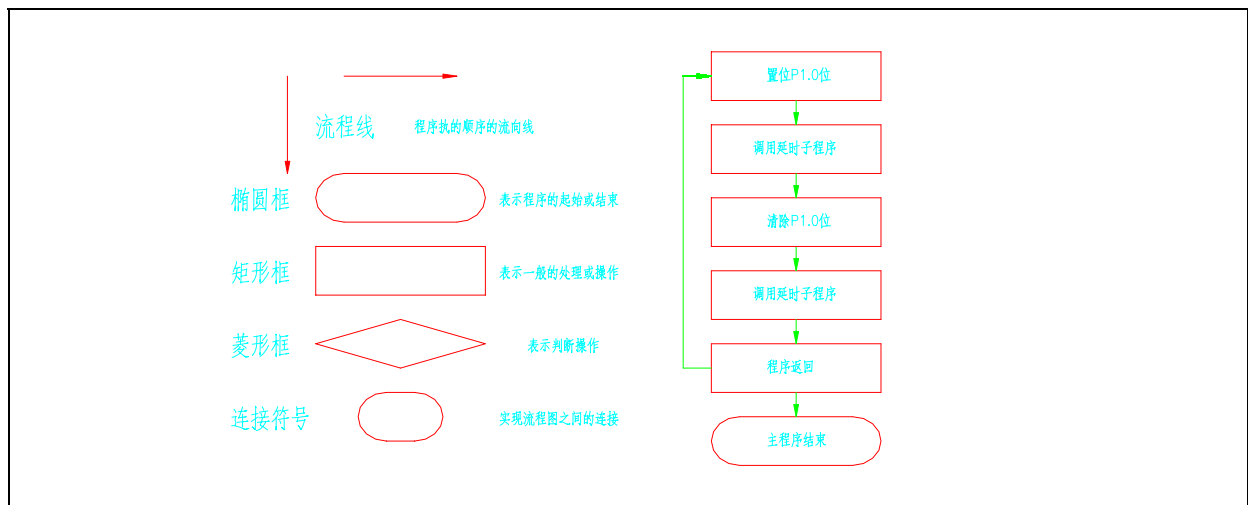 流程线 程序执的顺序的流向线
椭圆框 表示程序的起始或结束
矩形框 表示一般的处理或操作
菱形框 表示判断操作
连接符号 实现流程图之间的连接
置位P1.0位
调用延时子程序
清除P1.0位
调用延时子程序
程序返回
主程序结束